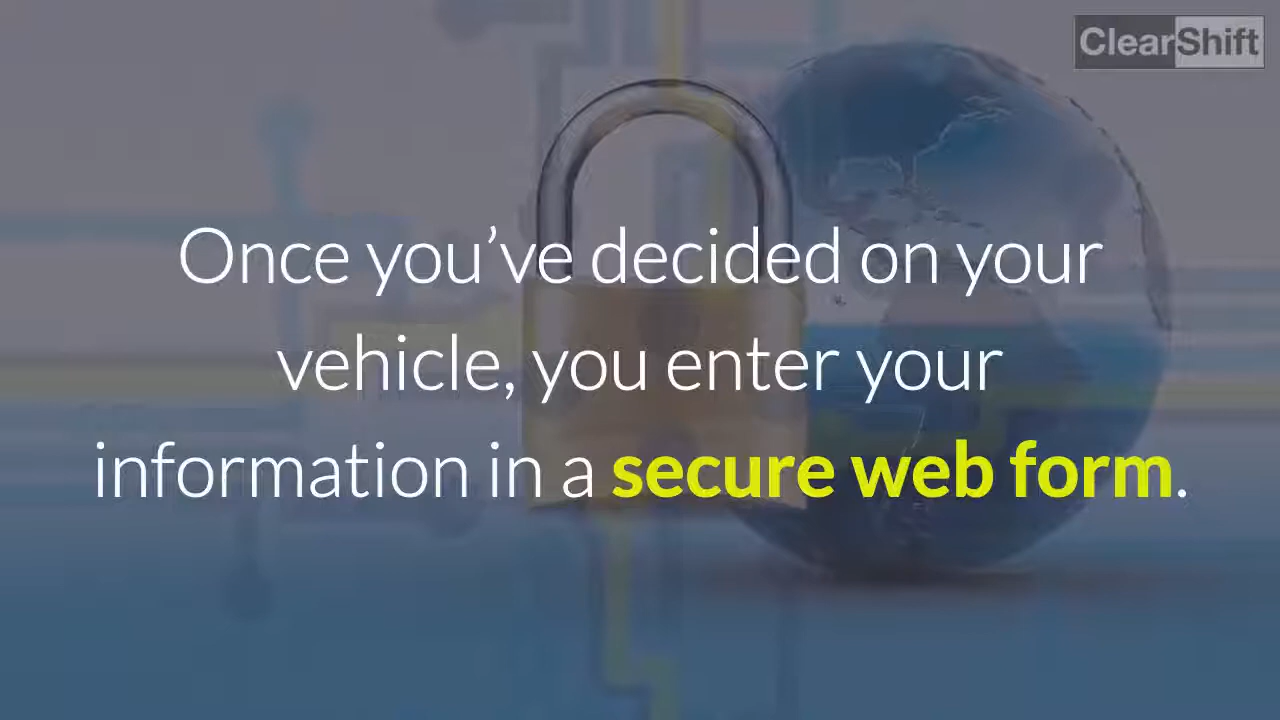 ClearShift
Once you’ve decided on your
vehicle, you enter your
information in a secure web form.